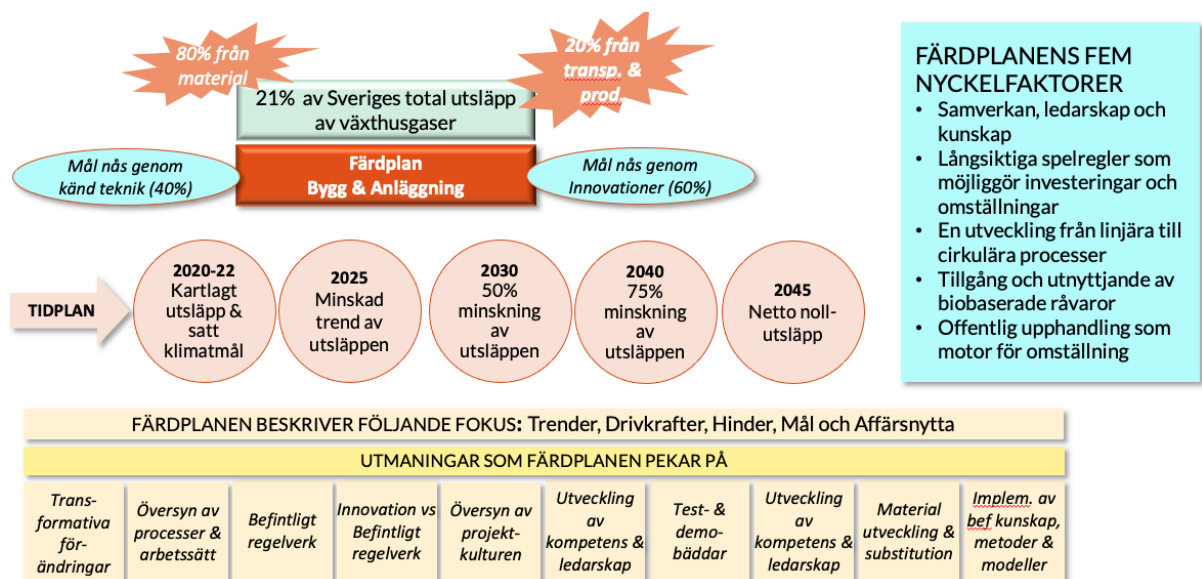 80% från
material
20% från
transp. &
prod.
21% av Sveriges total utsläpp
av växthusgaser
Mål nås genom
känd teknik (40%)
Färdplan
Bygg & Anläggning
Mål nås genom
Innovationer (60%)
TIDPLAN
2020-22
Kartlagt
utsläpp &
satt
klimatmål
2025
Minskad
trend av
utsläppen
2030
50%
minskning
av
utsläppen
2040
75%
minskning
av
utsläppen
2045
Netto noll-
utsläpp
FÄRDPLANENS FEM
NYCKELFAKTORER
• Samverkan, ledarskap och
kunskap
• Långsiktiga spelregler som
möjliggör investeringar och
omställningar
• En utveckling från linjära till
cirkulära processer
• Tillgång och utnyttjande av
biobaserade råvaror
• Offentlig upphandling som
motor för omställning
FÄRDPLANEN BESKRIVER FÖLJANDE FOKUS: Trender, Drivkrafter, Hinder, Mål och Affärsnytta
UTMANINGAR SOM FÄRDPLANEN PEKAR PÅ
Trans-
formativa
för-
ändringar
Översyn av
processer &
arbetssätt
Befintligt
regelverk
Innovation vs
Befintligt
regelverk
Översyn av
projekt-
kulturen
Utveckling
av
kompetens &
ledarskap
Test- &
demo-
bäddar
Utveckling
av
kompetens &
ledarskap
Material
utveckling &
substitution
Implem. av
bef kunskap,
metoder &
modeller